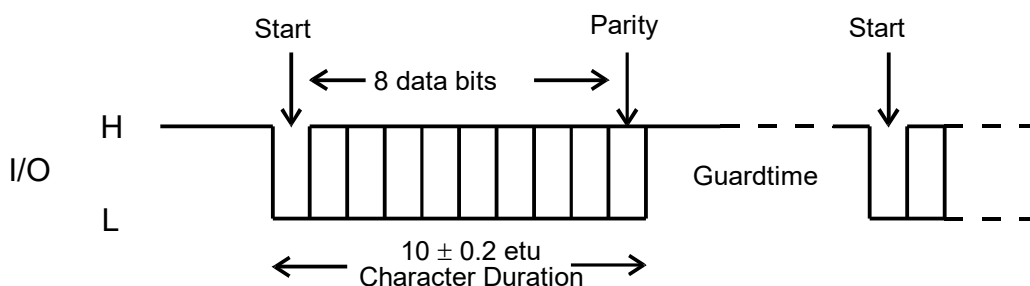 Start
Parity
Start
8 data bits
H
I/O
Guardtime
L
10 ± 0.2 etu
Character Duration